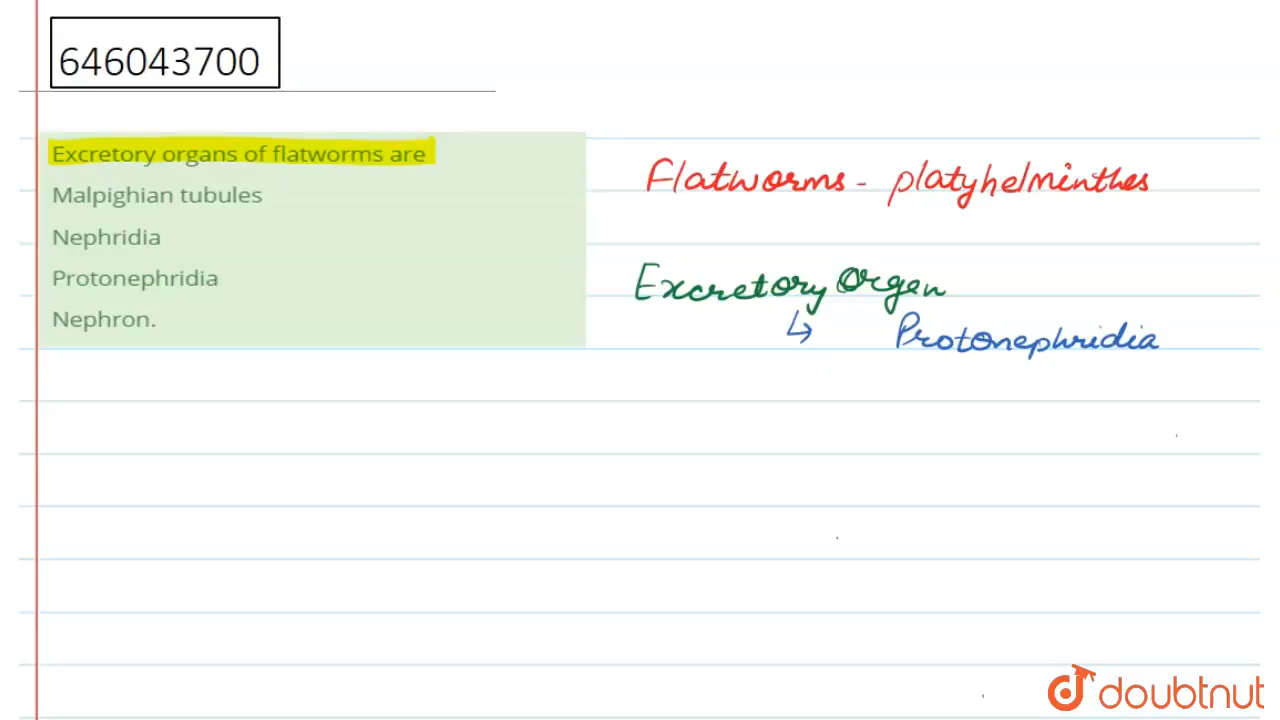 646043700
Excretory organs of flatworms are
Malpighian tubules
Nephridia
Protonephridia
Nephron.
Flatworms - platyhelminthes
Excretory Organ
↳ Protonephridia
doubtnut